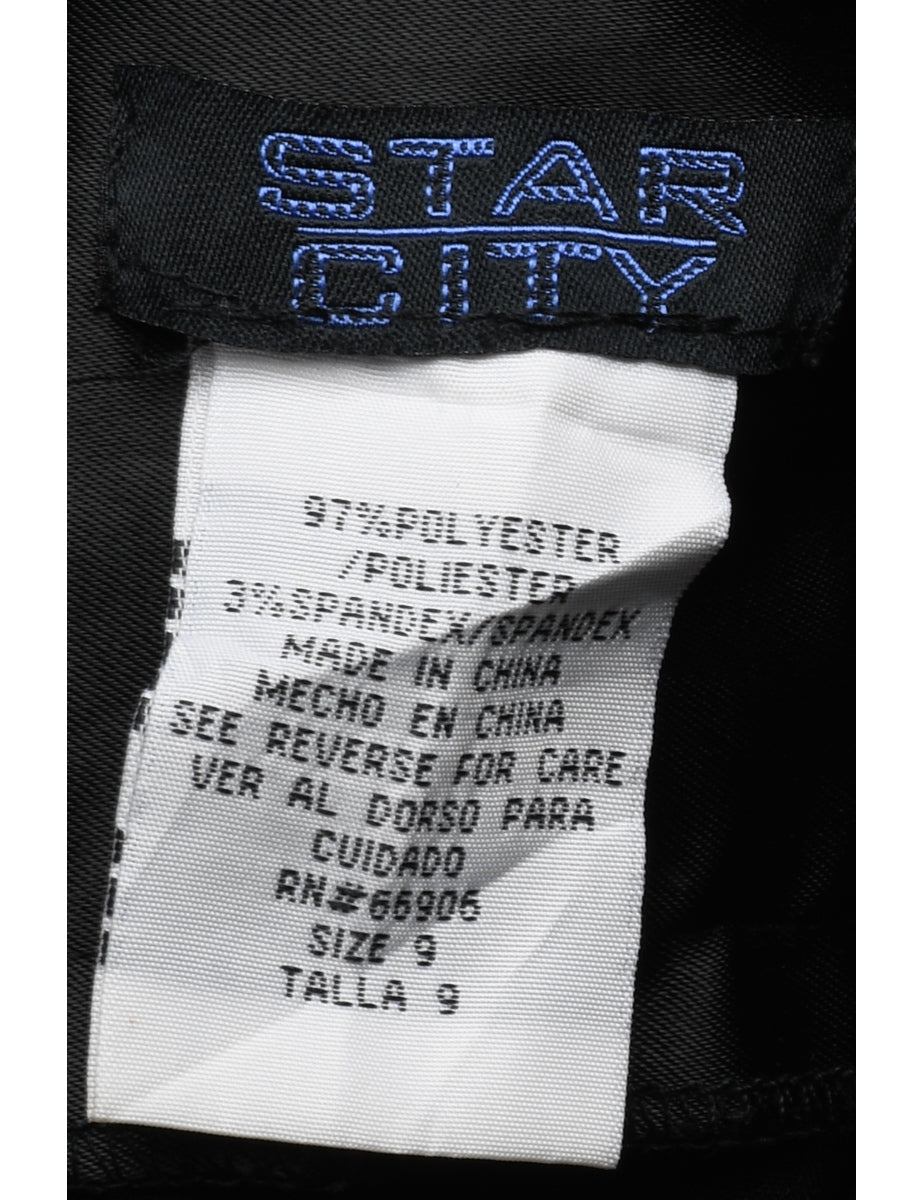 STAR
CITY
97%POLYESTER
/POLIESTER
3%SPANDEX/SPANDEX
MADE IN CHINA
MECHO EN CHINA
SEE REVERSE FOR CARE
VER AL DORSO PARA
CUIDADO
RN#66906
SIZE 9
TALLA 9